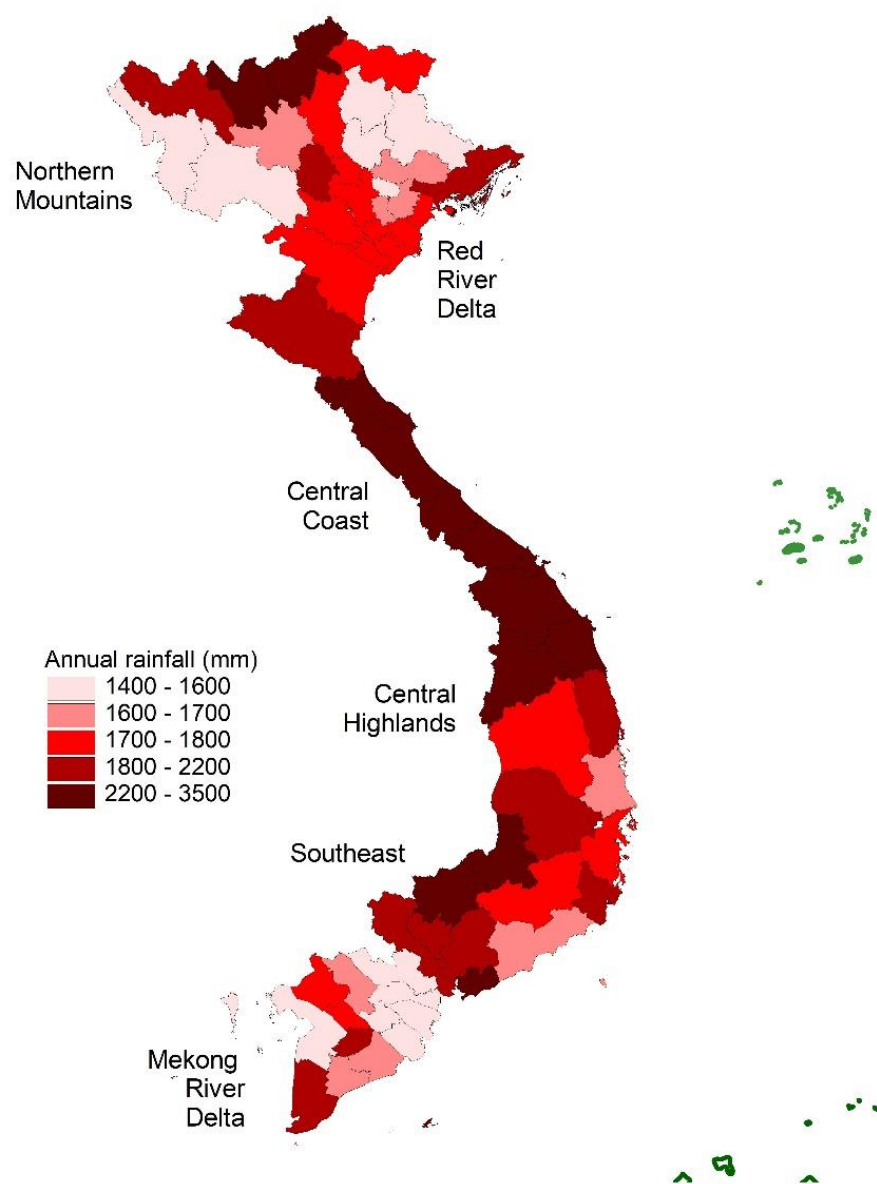 Northern
Mountains
Red
River
Delta
Central
Coast
Annual rainfall (mm)
1400 - 1600
1600 - 1700
1700 - 1800
1800 - 2200
2200 - 3500
Central
Highlands
Southeast
Mekong
River
Delta